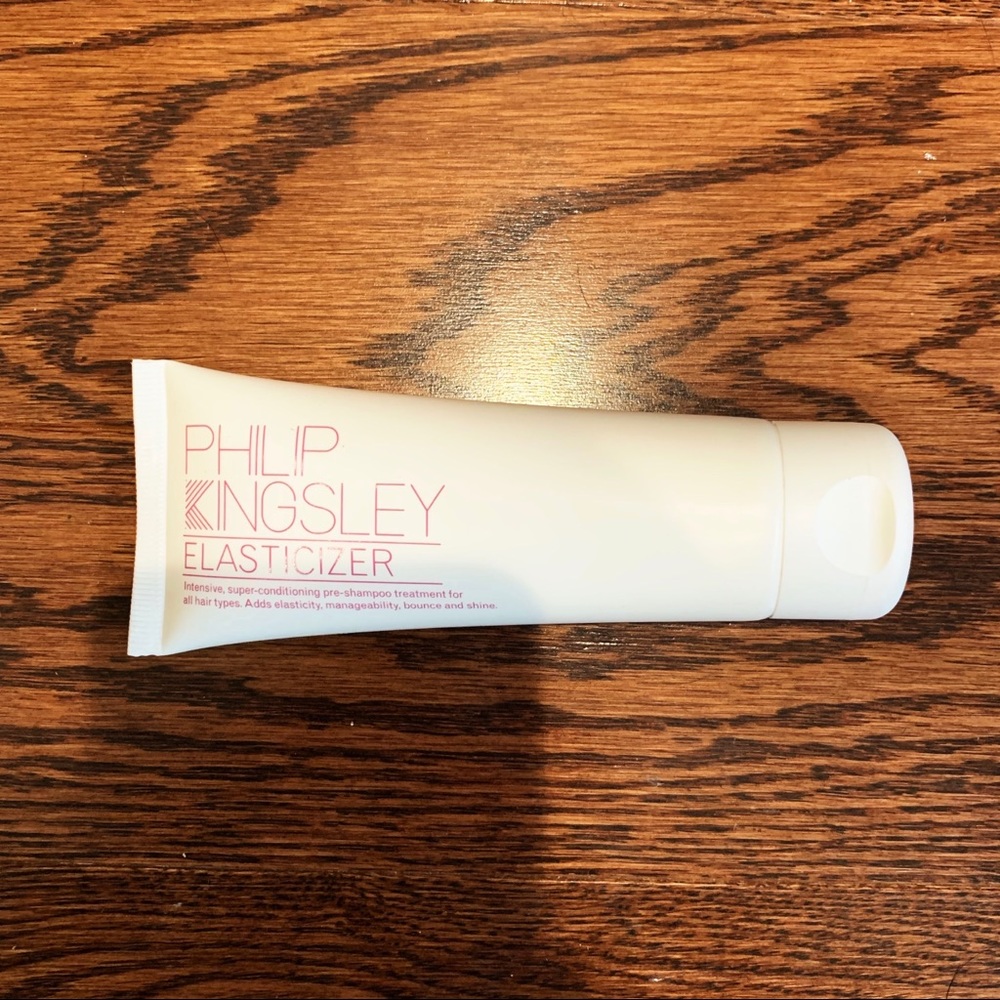 PHILIP
KINGSLEY
ELASTICIZER
Intensive, super-conditioning pre-shampoo treatment for
all hair types. Adds elasticity, manageability, bounce and shine.